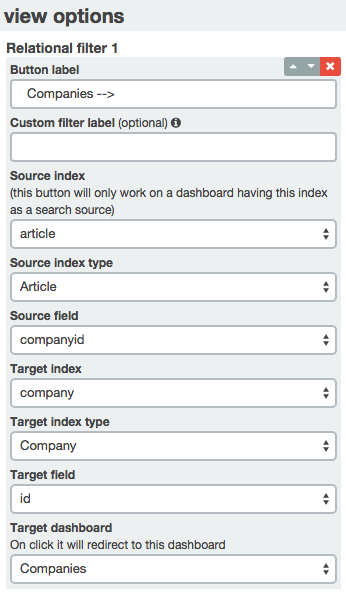 view options
Relational filter 1
Button label
Companies -->
Custom filter label (optional)
Source index
(this button will only work on a dashboard having this index
as a search source)
article
Source index type
Article
Source field
companyid
Target index
company
Target index type
Company
Target field
id
Target dashboard
On click it will redirect to this dashboard
Companies